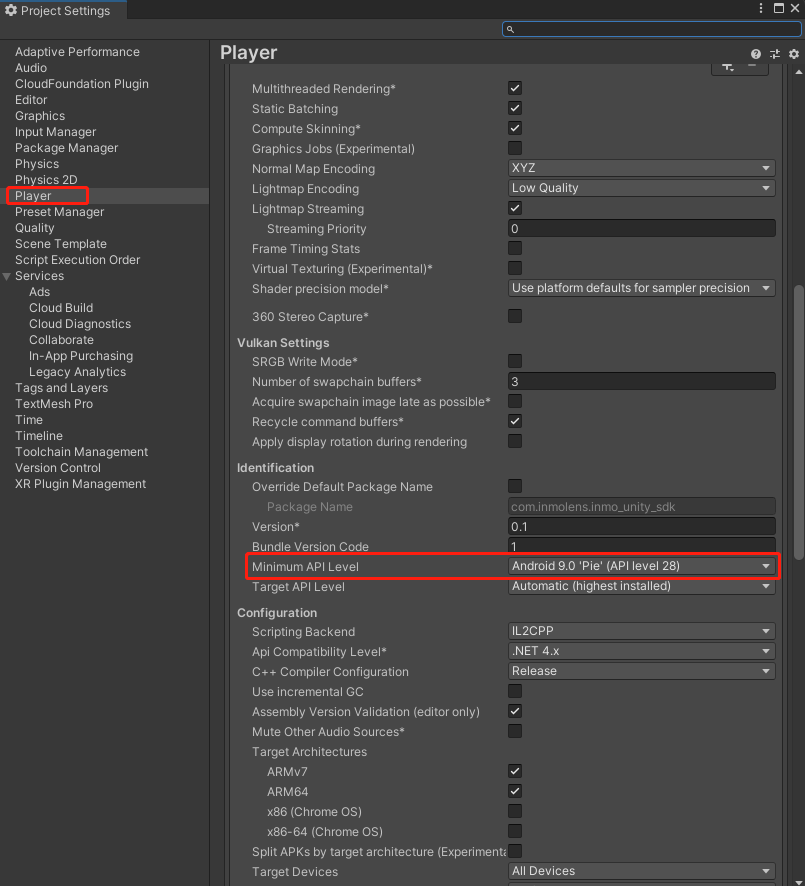 Project Settings
Adaptive Performance
Audio
CloudFoundation Plugin
Editor
Graphics
Input Manager
Package Manager
Physics
Physics 2D
Player
Preset Manager
Quality
Scene Template
Script Execution Order
Services
Ads
Cloud Build
Cloud Diagnostics
Collaborate
In-App Purchasing
Legacy Analytics
Tags and Layers
TextMesh Pro
Time
Timeline
Toolchain Management
Version Control
XR Plugin Management
Player
Multithreaded Rendering*
Static Batching
Compute Skinning*
Graphics Jobs (Experimental)
Normal Map Encoding XYZ
Lightmap Encoding Low Quality
Lightmap Streaming
Streaming Priority 0
Frame Timing Stats
Virtual Texturing (Experimental)*
Shader precision model* Use platform defaults for sampler precision
360 Stereo Capture*
Vulkan Settings
SRGB Write Mode*
Number of swapchain buffers* 3
Acquire swapchain image late as possible*
Recycle command buffers*
Apply display rotation during rendering
Identification
Override Default Package Name
Package Name com.inmolens.inmo_unity_sdk
Version* 0.1
Bundle Version Code 1
Minimum API Level Android 9.0 'Pie' (API level 28)
Target API Level Automatic (highest installed)
Configuration
Scripting Backend IL2CPP
Api Compatibility Level* .NET 4.x
C++ Compiler Configuration Release
Use incremental GC
Assembly Version Validation (editor only)
Mute Other Audio Sources*
Target Architectures
ARMv7
ARM64
x86 (Chrome OS)
x86-64 (Chrome OS)
Split APKs by target architecture (Experimenta
Target Devices All Devices